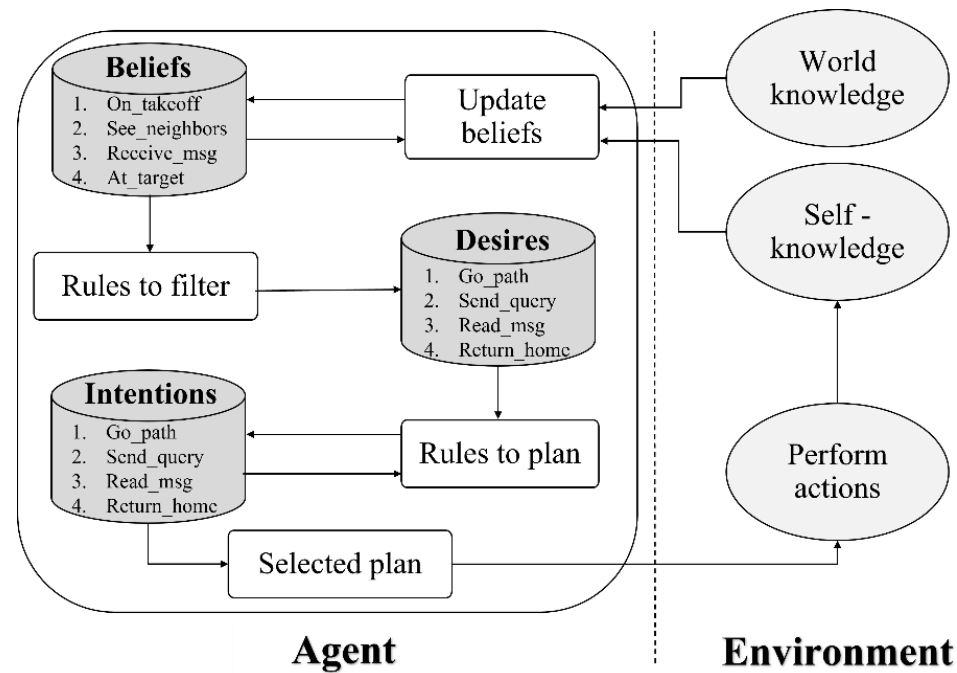 Beliefs
1. On_takeoff
2. See_neighbors
3. Receive_msg
4. At_target
Update
beliefs
World
knowledge
Self -
knowledge
Rules to filter
Desires
1. Go_path
2. Send_query
3. Read_msg
4. Return_home
Intentions
1. Go_path
2. Send_query
3. Read_msg
4. Return_home
Rules to plan
Perform
actions
Selected plan
Agent
Environment